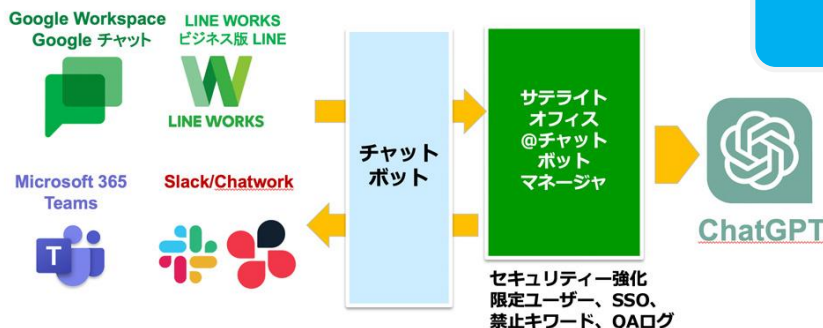 Google Workspace
Google チャット
LINE WORKS
ビジネス版 LINE
LINE WORKS
Microsoft 365
Teams
T
Slack/Chatwork
チャット
ボット
サテライト
オフィス
@チャット
ボット
マネージャ
セキュリティー強化
限定ユーザー、SSO、
禁止キーワード、OAログ
ChatGPT